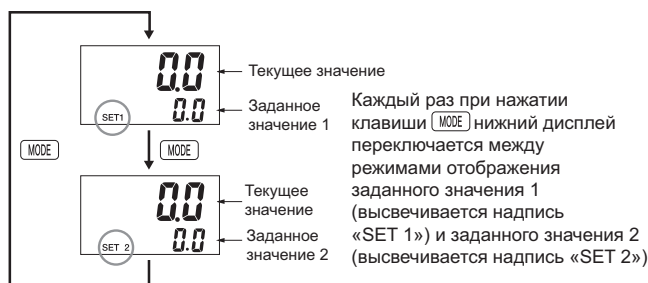 0.0
Текущее значение
SET1
0.0
Заданное
значение 1
MODE
MODE
0.0
Текущее
значение
SET 2
0.0
Заданное
значение 2
Каждый раз при нажатии
клавиши MODE нижний дисплей
переключается между
режимами отображения
заданного значения 1
(высвечивается надпись
«SET 1») и заданного значения 2
(высвечивается надпись «SET 2»)